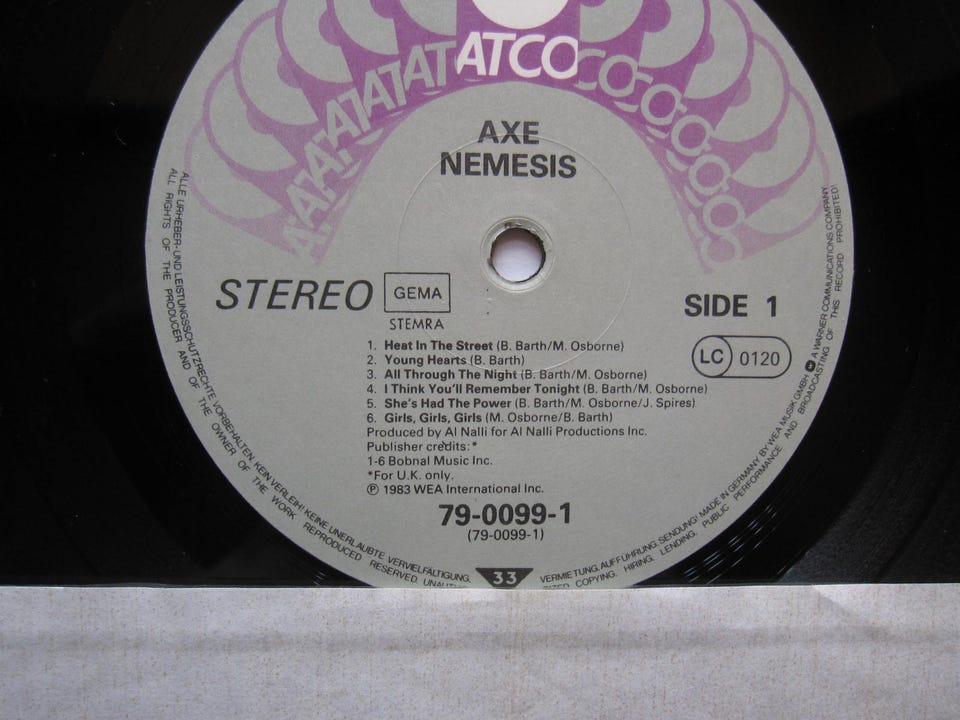 ATCO
AXE
NEMESIS
STEREO
GEMA
STEMRA
SIDE 1
LC 0120
1. Heat In The Street (B. Barth/M. Osborne)
2. Young Hearts (B. Barth)
3. All Through The Night (B. Barth/M. Osborne)
4. I Think You'll Remember Tonight (B. Barth/M. Osborne)
5. She's Had The Power (B. Barth/M. Osborne/J. Spires)
6. Girls, Girls, Girls (M. Osborne/B. Barth)
Produced by Al Nalli for Al Nalli Productions Inc.
Publisher credits:*
1-6 Bobnal Music Inc.
*For U.K. only.
℗ 1983 WEA International Inc.
79-0099-1
(79-0099-1)
33
ALLE URHEBER- UND LEISTUNGSSCHUTZRECHTE VORBEHALTEN. KEIN VERLEIH! KEINE UNERLAUBTE VERVIELFÄLTIGUNG, VERMIETUNG, AUFFÜHRUNG, SENDUNG! MADE IN GERMANY BY WEA MUSIK GMBH A WARNER COMMUNICATIONS COMPANY
ALL RIGHTS OF THE PRODUCER AND OF THE OWNER OF THE WORK REPRODUCED RESERVED. COPYING, HIRING, LENDING, PUBLIC PERFORMANCE AND BROADCASTING OF THIS RECORD PROHIBITED!